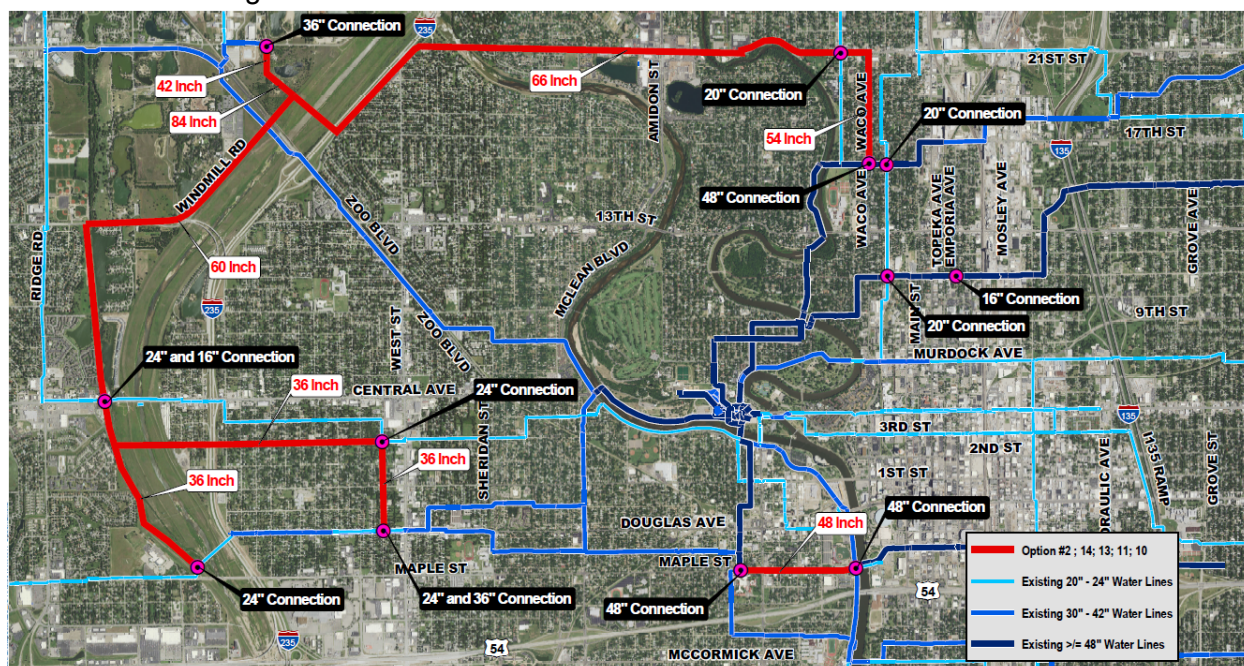 36" Connection
235
42 Inch
66 Inch
AMIDON ST
21ST ST
84 Inch
20" Connection
WACO AVE
54 Inch
20" Connection
17TH ST
135
WINDMILL RD
ZOO BLVD
48" Connection
13TH ST
WACO AVE
TOPEKA AVE
EMPORIA AVE
MOSLEY AVE
GROVE AVE
RIDGE RD
60 Inch
MCLEAN BLVD
235
16" Connection
9TH ST
WEST ST
ZOO BLVD
20" Connection
MAIN ST
24" and 16" Connection
MURDOCK AVE
36 Inch
CENTRAL AVE
24" Connection
135
3RD ST
2ND ST
SHERIDAN ST
36 Inch
36 Inch
1ST ST
I135 RAMP
GROVE ST
DOUGLAS AVE
48 Inch
48" Connection
MAPLE ST
MAPLE ST
24" Connection
24" and 36" Connection
48" Connection
54
235
54
MCCORMICK AVE
Option #2 ; 14; 13; 11; 10
Existing 20" - 24" Water Lines
Existing 30" - 42" Water Lines
Existing >/= 48" Water Lines